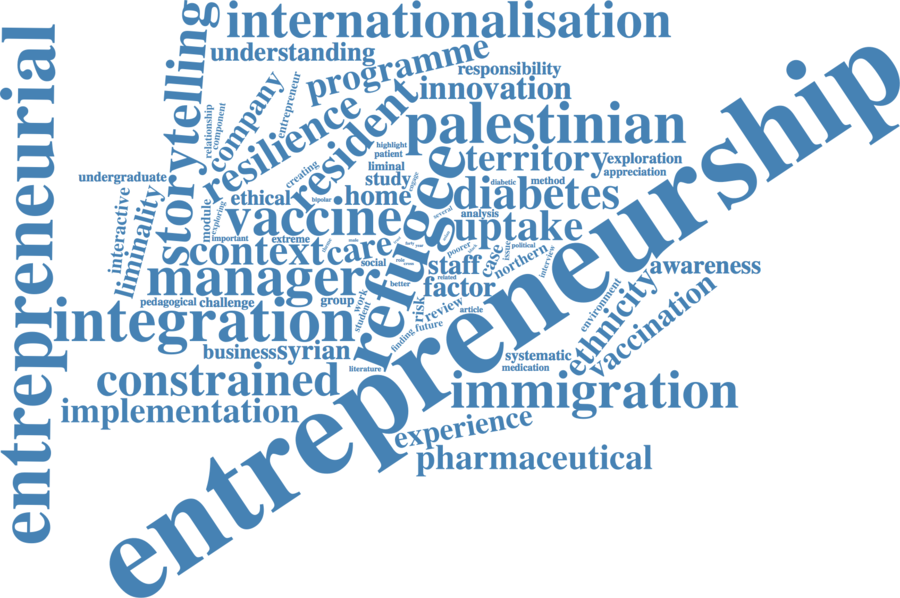 internationalisation
entrepreneurial
storytelling
understanding
programme
responsibility
innovation
company
entrepreneur
relationship
component
resilience
resident
palestinian
highlight
patient
liminal
territory
exploration
appreciation
undergraduate
study
creating
ethical
bipolar
home
refugee
diabetic
method
diabetes
interactive
liminality
module
exploring
vaccine
several
analysis
uptake
important
extreme
context
care
social
poorer
case
issue
political
northern
interview
manager
staff
related
factor
better
awareness
ethnicity
environment
vaccination
pedagogical
challenge
group
work
student
risk
review
article
integration
finding
future
business
syrian
literature
systematic
medication
constrained
immigration
implementation
experience
pharmaceutical
entrepreneurship